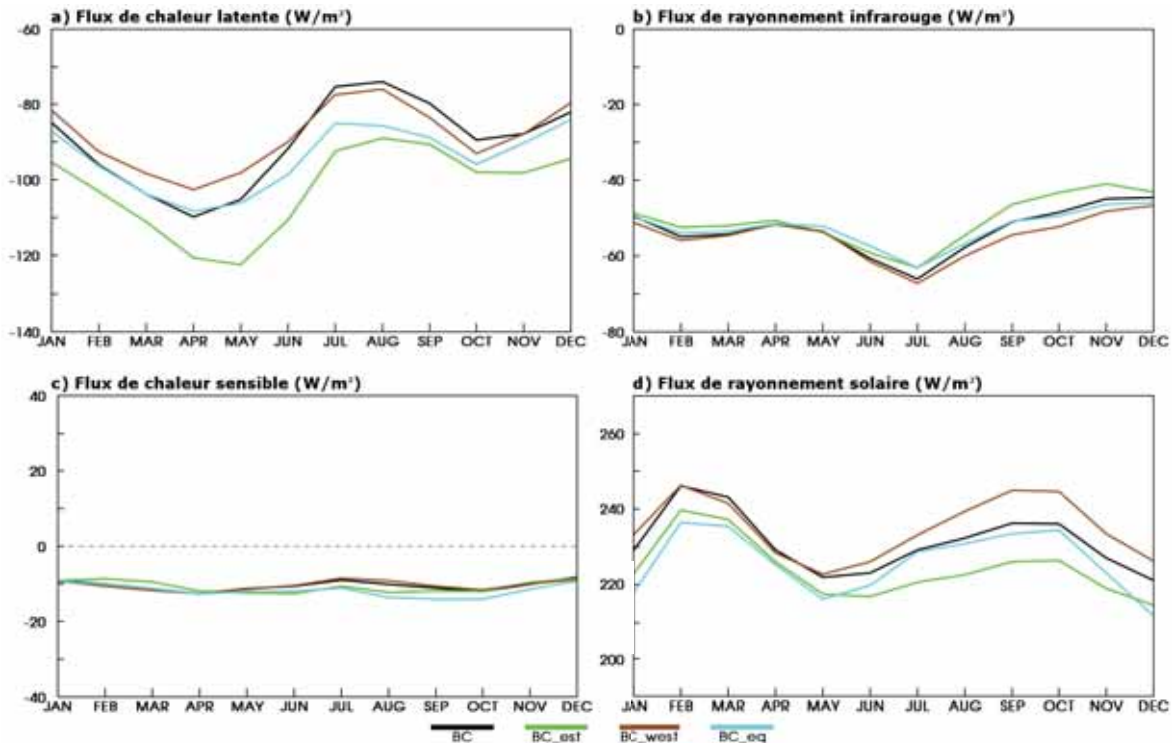 a) Flux de chaleur latente (W/m²)
-60
-80
-100
-120
-140
JAN FEB MAR APR MAY JUN JUL AUG SEP OCT NOV DEC
b) Flux de rayonnement infrarouge (W/m²)
0
-20
-40
-60
-80
JAN FEB MAR APR MAY JUN JUL AUG SEP OCT NOV DEC
c) Flux de chaleur sensible (W/m²)
40
20
0
-20
-40
JAN FEB MAR APR MAY JUN JUL AUG SEP OCT NOV DEC
d) Flux de rayonnement solaire (W/m²)
260
240
220
200
JAN FEB MAR APR MAY JUN JUL AUG SEP OCT NOV DEC
BC BC_est BC_west BC_eq